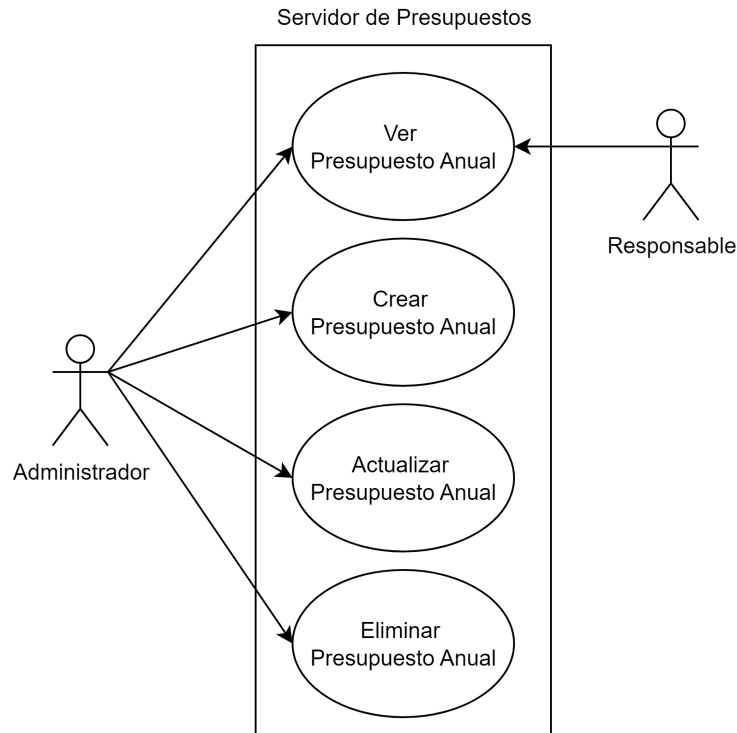 Servidor de Presupuestos
Ver
Presupuesto Anual
Responsable
Crear
Presupuesto Anual
Administrador
Actualizar
Presupuesto Anual
Eliminar
Presupuesto Anual